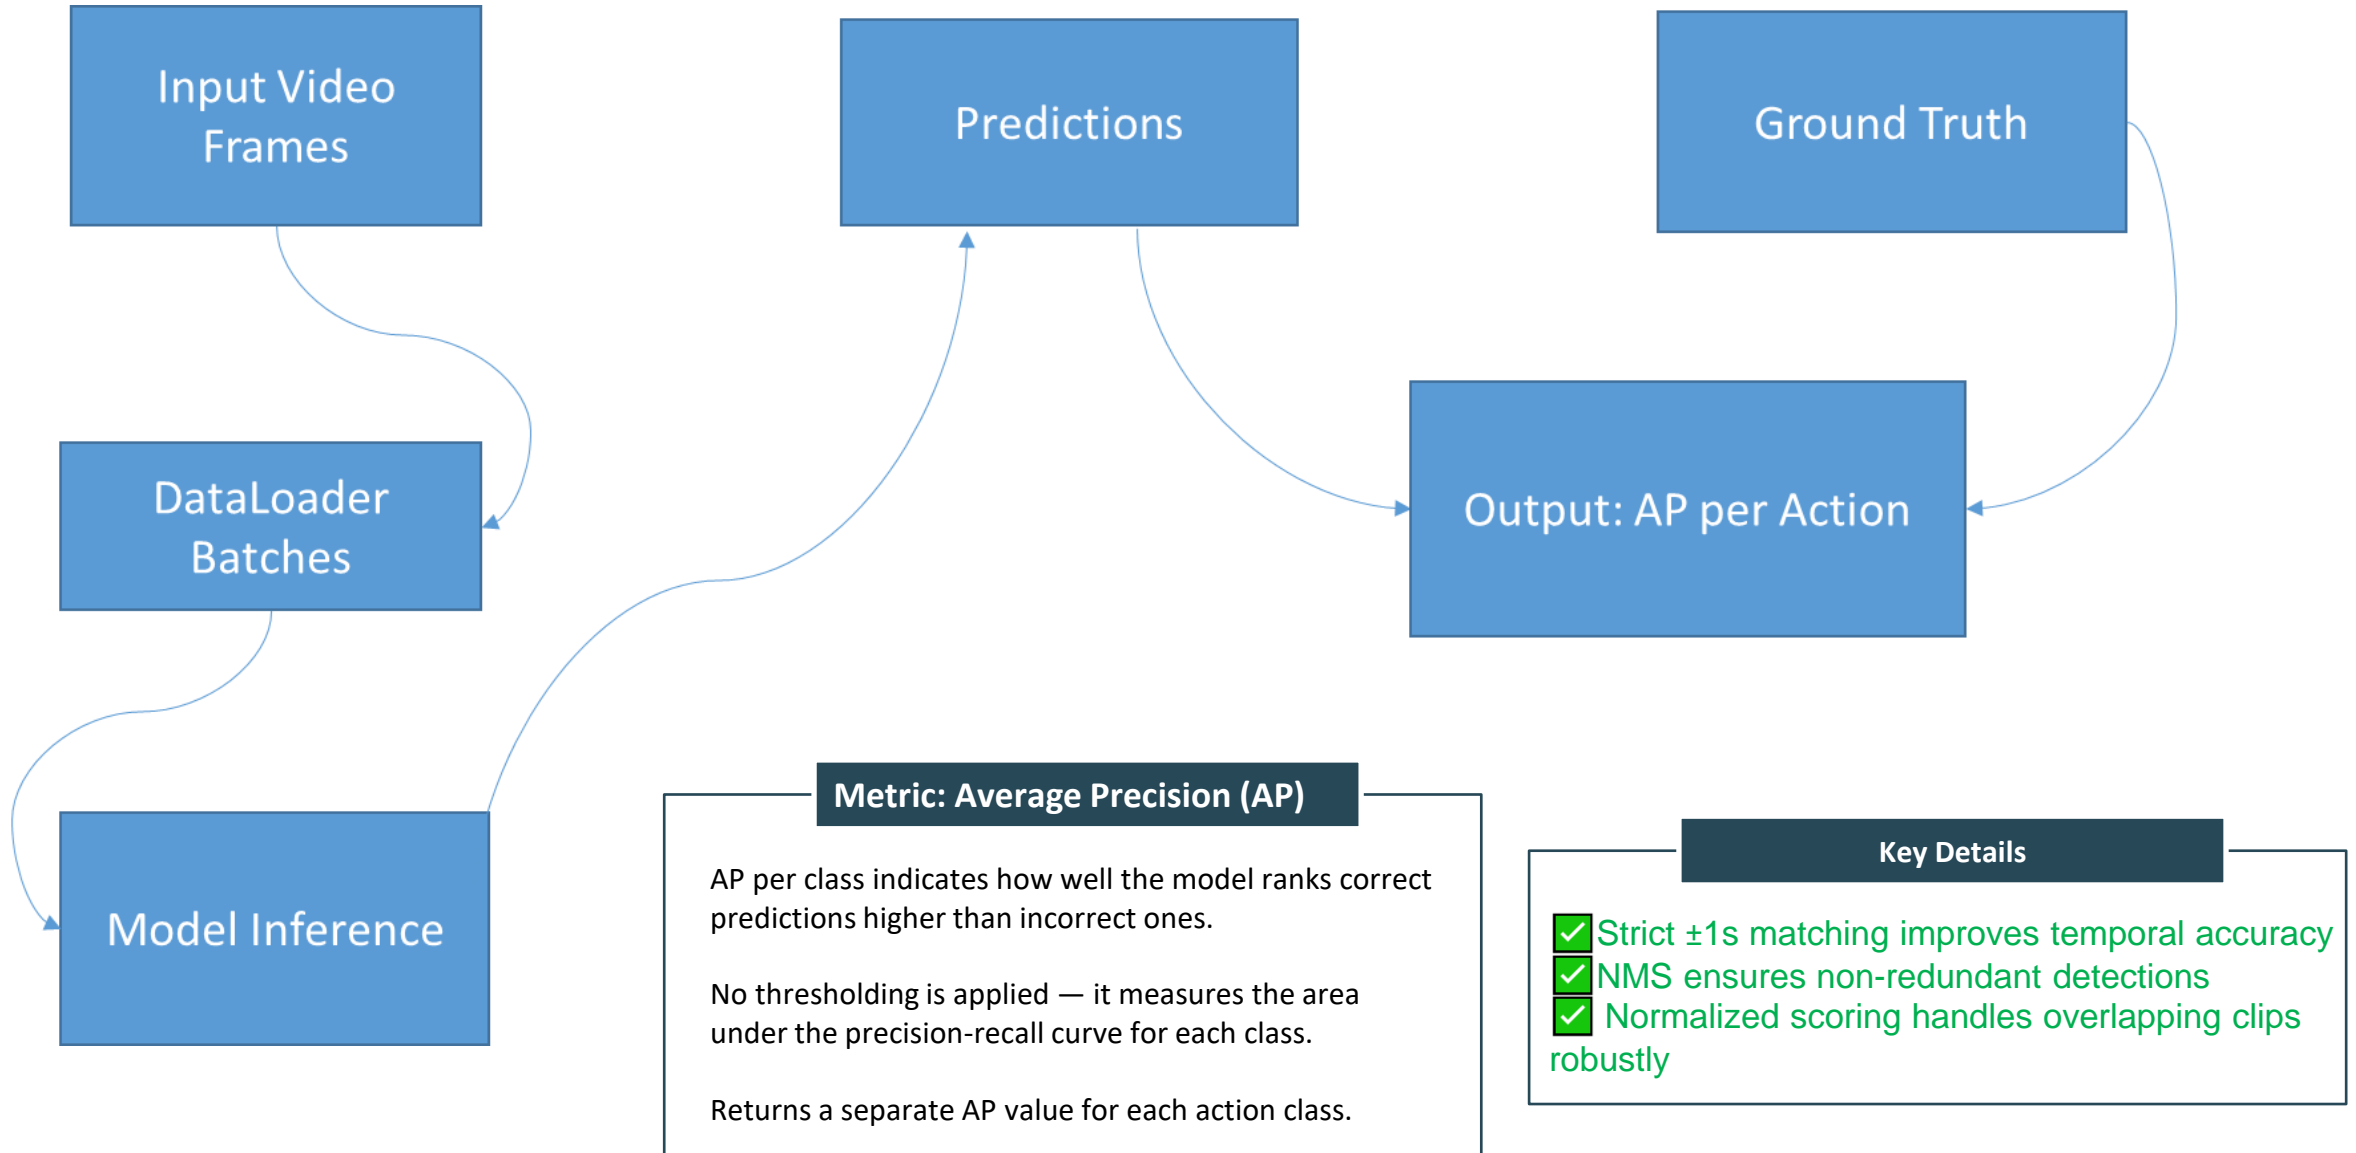 Input Video
Frames
Predictions
Ground Truth
DataLoader
Batches
Output: AP per Action
Model Inference
Metric: Average Precision (AP)
AP per class indicates how well the model ranks correct
predictions higher than incorrect ones.
No thresholding is applied — it measures the area
under the precision-recall curve for each class.
Returns a separate AP value for each action class.
Key Details
✅Strict ±1s matching improves temporal accuracy
✅NMS ensures non-redundant detections
✅ Normalized scoring handles overlapping clips
robustly